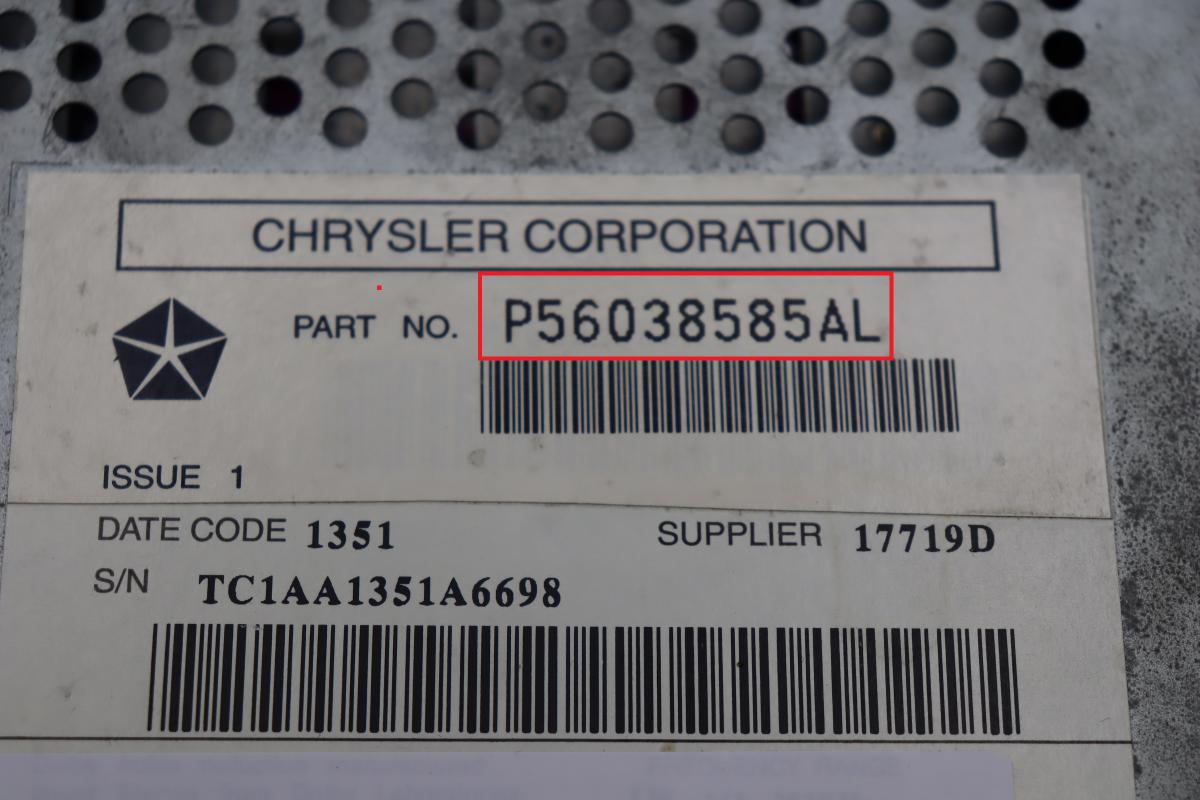 CHRYSLER CORPORATION
PART NO. P56038585AL
ISSUE 1
DATE CODE 1351 SUPPLIER 17719D
S/N TC1AA1351A6698